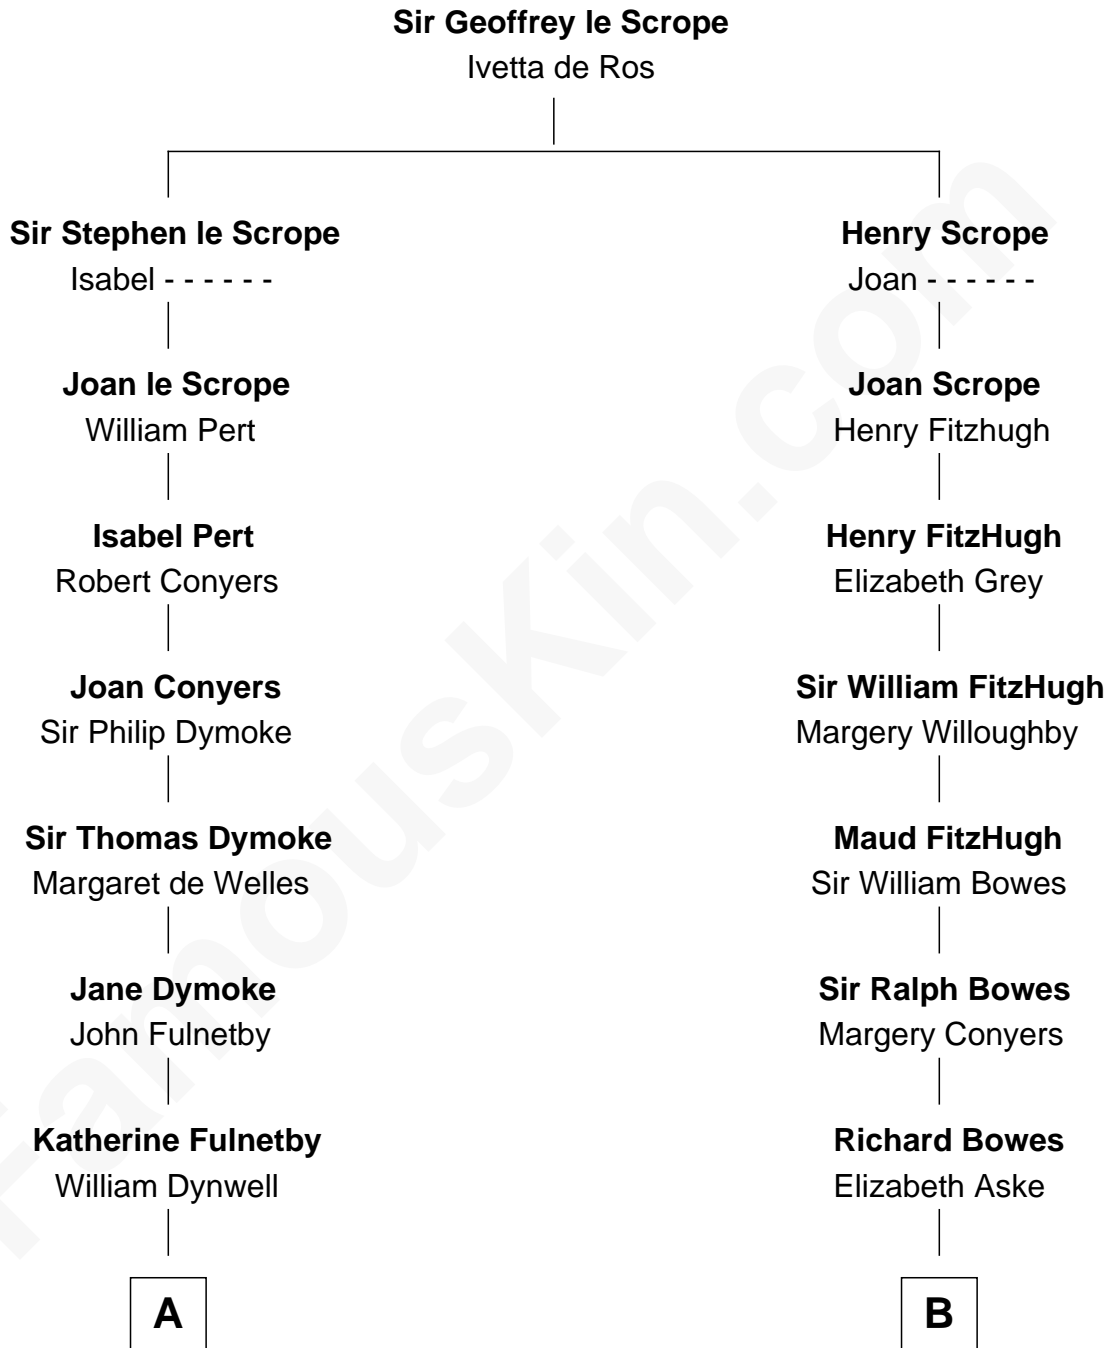 Sir Geoffrey le Scrope
Ivetta de Ros
Sir Stephen le Scrope
Isabel - - - - - -
Joan le Scrope
William Pert
Isabel Pert
Robert Conyers
Joan Conyers
Sir Philip Dymoke
Sir Thomas Dymoke
Margaret de Welles
Jane Dymoke
John Fulnetby
Katherine Fulnetby
William Dynwell
A
Henry Scrope
Joan - - - - - -
Joan Scrope
Henry Fitzhugh
Henry FitzHugh
Elizabeth Grey
Sir William FitzHugh
Margery Willoughby
Maud FitzHugh
Sir William Bowes
Sir Ralph Bowes
Margery Conyers
Richard Bowes
Elizabeth Aske
B
FamousKin.com